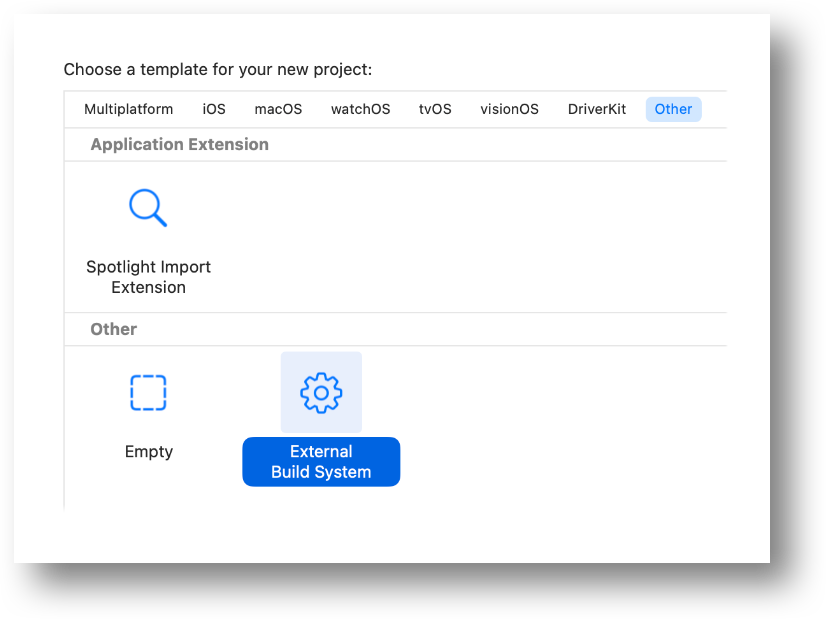 Choose a template for your new project:
Multiplatform iOS macOS watchOS tvOS visionOS DriverKit Other
Application Extension
Spotlight Import
Extension
Other
Empty
External
Build System